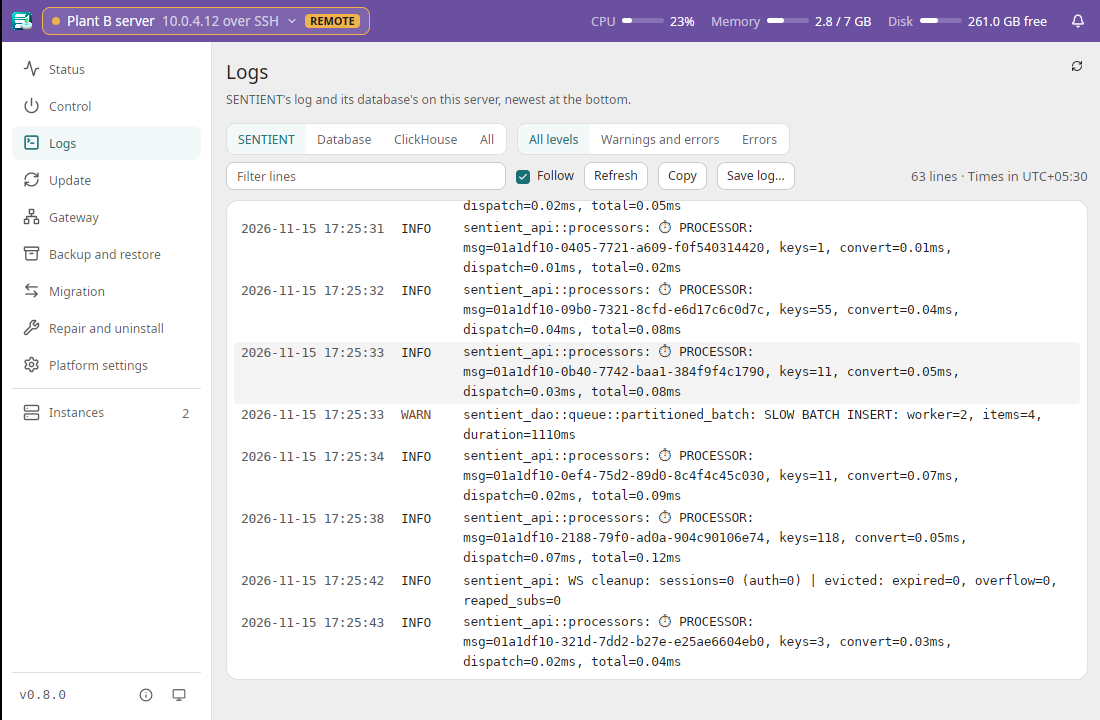 Plant B server 10.0.4.12 over SSH REMOTE
CPU 23% Memory 2.8 / 7 GB Disk 261.0 GB free
Status
Control
Logs
Update
Gateway
Backup and restore
Migration
Repair and uninstall
Platform settings
Instances 2
v0.8.0
Logs
SENTIENT's log and its database's on this server, newest at the bottom.
SENTIENT Database ClickHouse All
All levels Warnings and errors Errors
Filter lines
Follow
Refresh
Copy
Save log...
63 lines · Times in UTC+05:30
dispatch=0.02ms, total=0.05ms
2026-11-15 17:25:31 INFO sentient_api::processors: ⏱ PROCESSOR:
msg=01a1df10-0405-7721-a609-f0f540314420, keys=1, convert=0.01ms,
dispatch=0.01ms, total=0.02ms
2026-11-15 17:25:32 INFO sentient_api::processors: ⏱ PROCESSOR:
msg=01a1df10-09b0-7321-8cfd-e6d17c6c0d7c, keys=55, convert=0.04ms,
dispatch=0.04ms, total=0.08ms
2026-11-15 17:25:33 INFO sentient_api::processors: ⏱ PROCESSOR:
msg=01a1df10-0b40-7742-baa1-384f9f4c1790, keys=11, convert=0.05ms,
dispatch=0.03ms, total=0.08ms
2026-11-15 17:25:33 WARN sentient_dao::queue::partitioned_batch: SLOW BATCH INSERT: worker=2, items=4,
duration=1110ms
2026-11-15 17:25:34 INFO sentient_api::processors: ⏱ PROCESSOR:
msg=01a1df10-0ef4-75d2-89d0-8c4f4c45c030, keys=11, convert=0.07ms,
dispatch=0.02ms, total=0.09ms
2026-11-15 17:25:38 INFO sentient_api::processors: ⏱ PROCESSOR:
msg=01a1df10-2188-79f0-ad0a-904c90106e74, keys=118, convert=0.05ms,
dispatch=0.07ms, total=0.12ms
2026-11-15 17:25:42 INFO sentient_api: WS cleanup: sessions=0 (auth=0) | evicted: expired=0, overflow=0,
reaped_subs=0
2026-11-15 17:25:43 INFO sentient_api::processors: ⏱ PROCESSOR:
msg=01a1df10-321d-7dd2-b27e-e25ae6604eb0, keys=3, convert=0.03ms,
dispatch=0.02ms, total=0.04ms